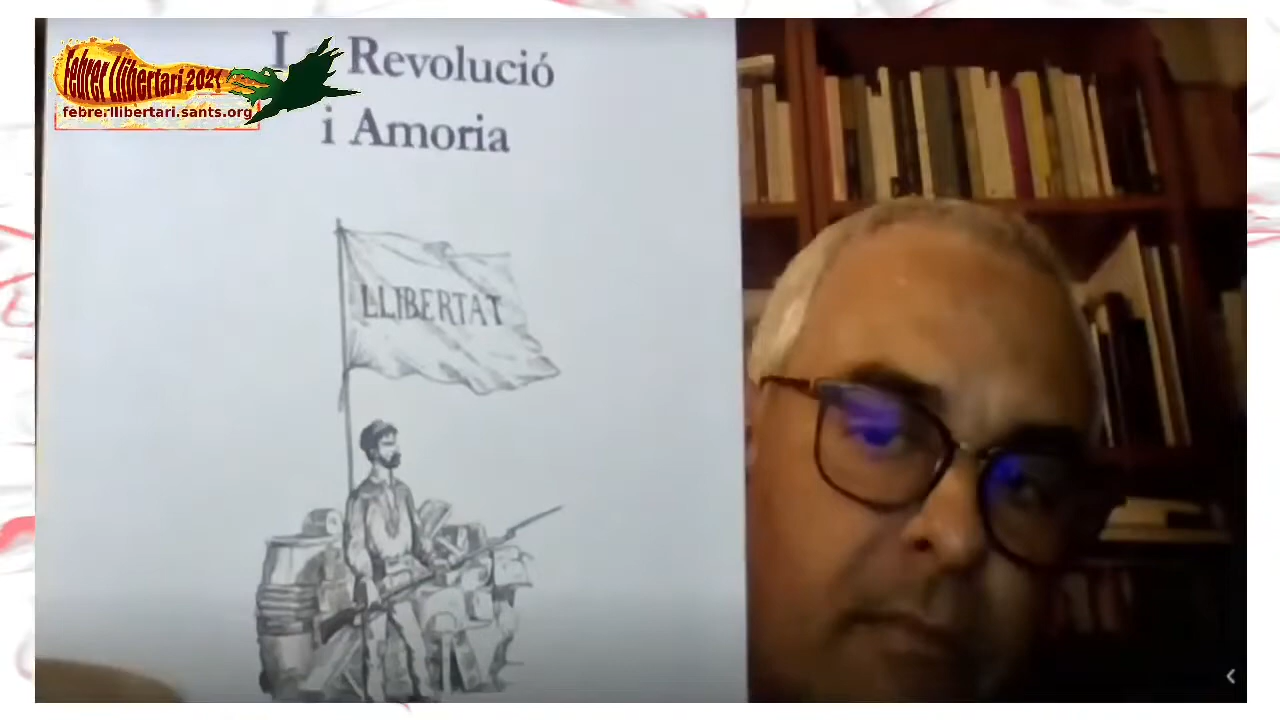 febrer Llibertari 2021
febrer.llibertari.sants.org
Revolució
i Amoria
LLIBERTAT